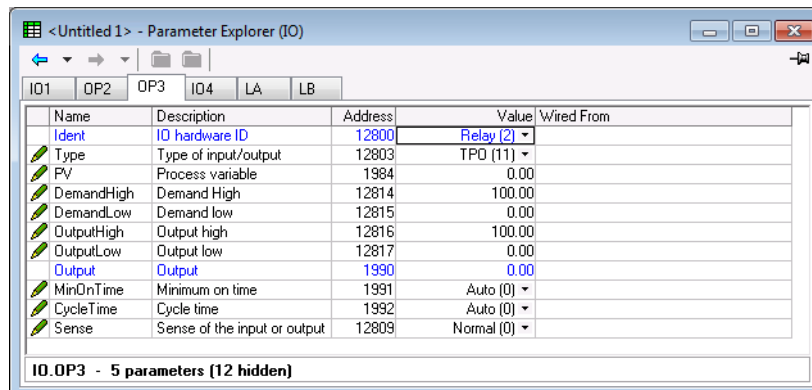 <Untitled 1> - Parameter Explorer (IO)
IO1 OP2 OP3 IO4 LA LB
Name Description Address Value Wired From
Ident IO hardware ID 12800 Relay (2)
Type Type of input/output 12803 TPO (11)
PV Process variable 1984 0.00
DemandHigh Demand High 12814 100.00
DemandLow Demand low 12815 0.00
OutputHigh Output high 12816 100.00
OutputLow Output low 12817 0.00
Output Output 1990 0.00
MinOnTime Minimum on time 1991 Auto (0)
CycleTime Cycle time 1992 Auto (0)
Sense Sense of the input or output 12809 Normal (0)
IO.OP3 - 5 parameters (12 hidden)